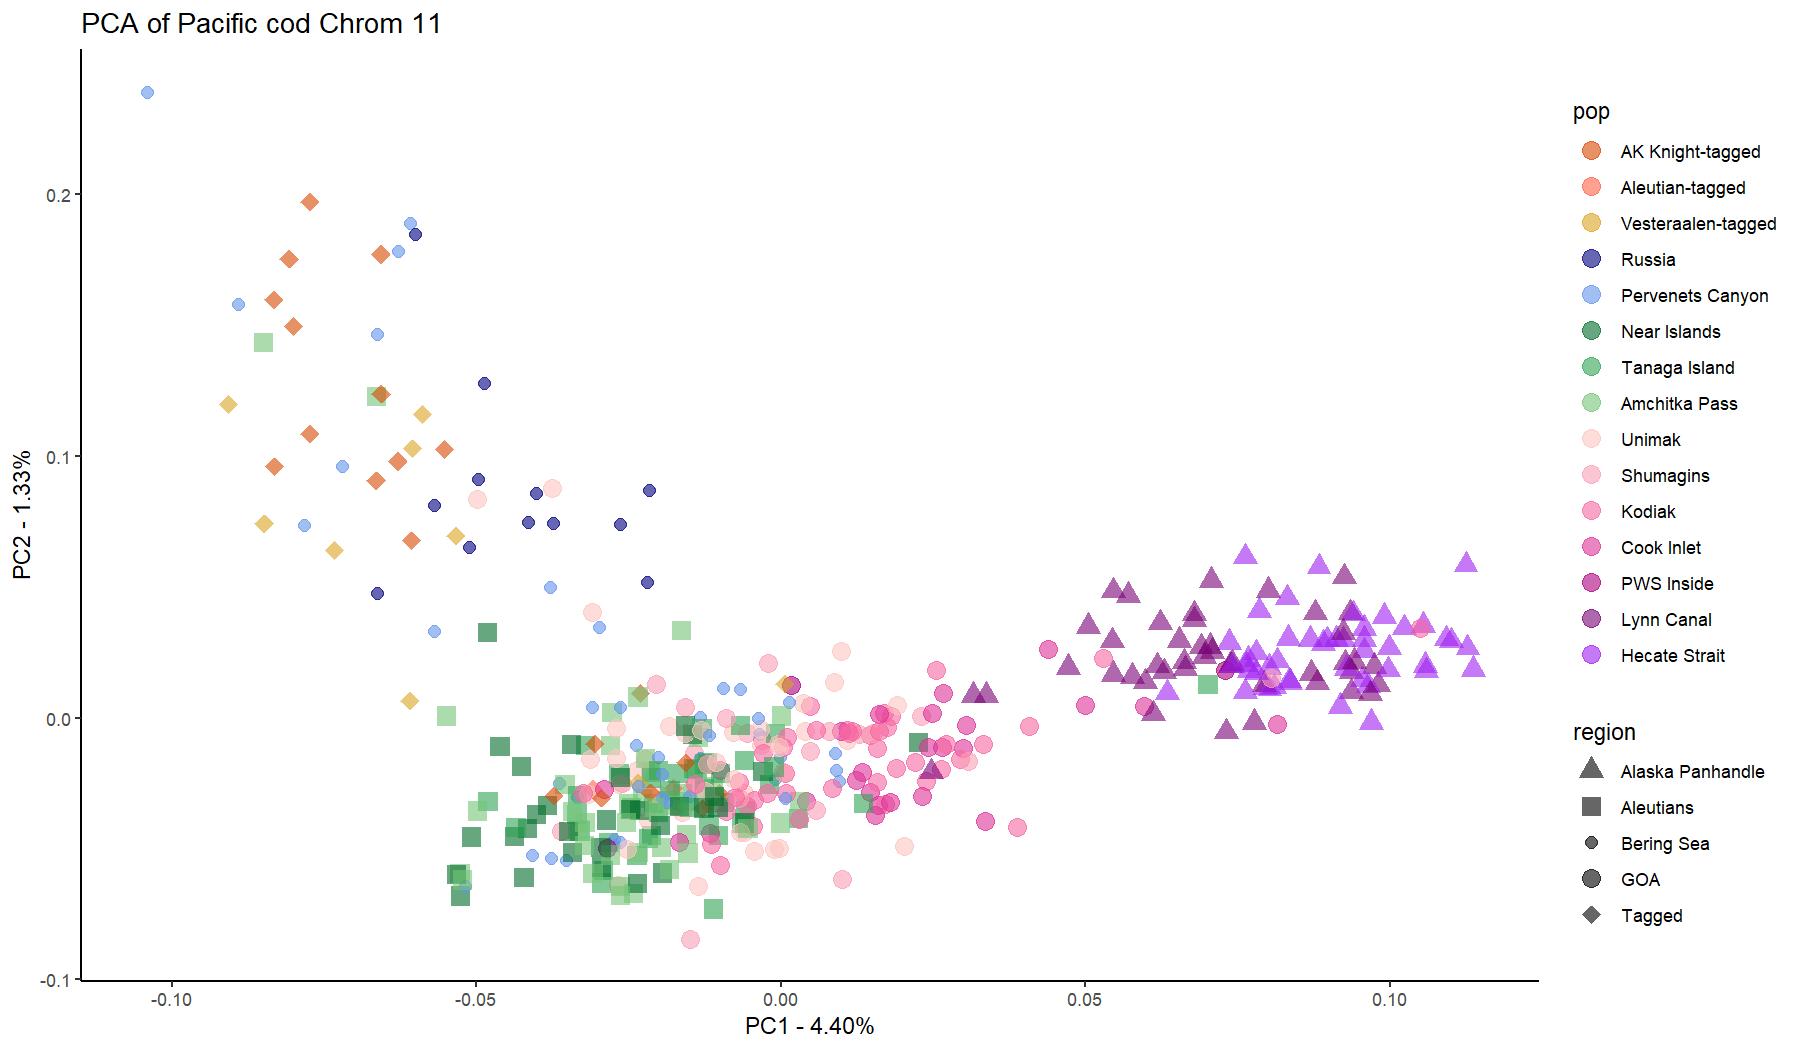 PCA of Pacific cod Chrom 11
PC2 - 1.33%
0.2
0.1
0.0
-0.1
-0.10
-0.05
0.00
0.05
0.10
PC1 - 4.40%
pop
AK Knight-tagged
Aleutian-tagged
Vesteraalen-tagged
Russia
Pervenets Canyon
Near Islands
Tanaga Island
Amchitka Pass
Unimak
Shumagins
Kodiak
Cook Inlet
PWS Inside
Lynn Canal
Hecate Strait
region
Alaska Panhandle
Aleutians
Bering Sea
GOA
Tagged